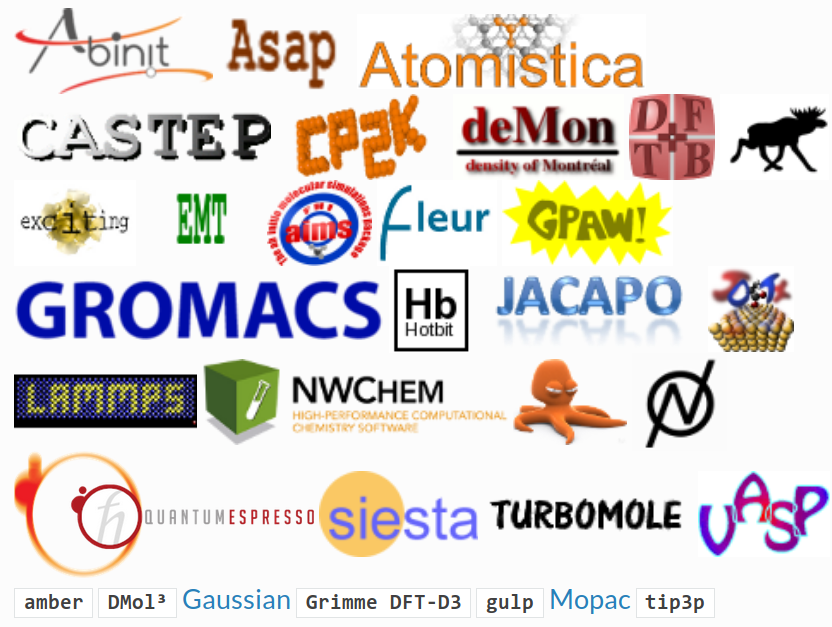 Abinit Asap Atomistica
CASTEP CP2K deMon density of Montréal DFTB
exciting EMT The ab initio molecular simulations package FHI aims fleur GPAW!
GROMACS Hb Hotbit JACAPO JDFTx
LAMMPS NWCHEM HIGH-PERFORMANCE COMPUTATIONAL CHEMISTRY SOFTWARE
ħ QUANTUMESPRESSO siesta TURBOMOLE VASP
amber DMol³ Gaussian Grimme DFT-D3 gulp Mopac tip3p